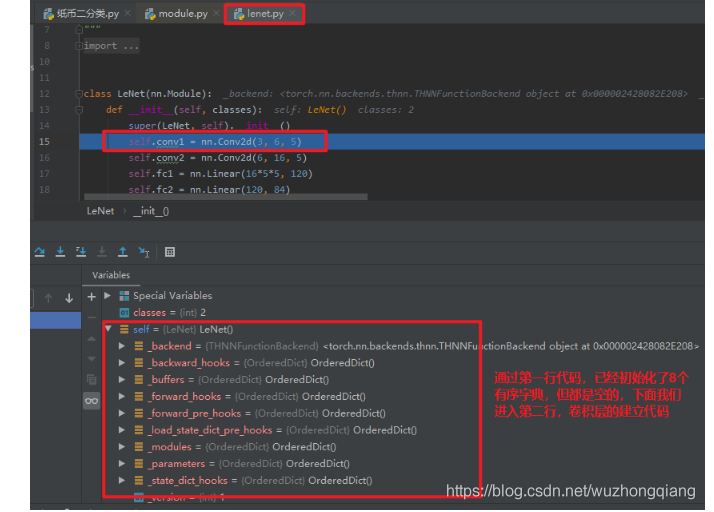 纸币二分类.py × module.py × lenet.py ×
7 """
8 import ...
10
11
12 class LeNet(nn.Module): _backend: <torch.nn.backends.thnn.THNNFunctionBackend object at 0x000002428082E208>
13 def __init__(self, classes): self: LeNet() classes: 2
14 super(LeNet, self).__init__()
15 self.conv1 = nn.Conv2d(3, 6, 5)
16 self.conv2 = nn.Conv2d(6, 16, 5)
17 self.fc1 = nn.Linear(16*5*5, 120)
18 self.fc2 = nn.Linear(120, 84)
LeNet › __init__()
Variables
Special Variables
classes = {int} 2
self = {LeNet} LeNet()
_backend = {THNNFunctionBackend} <torch.nn.backends.thnn.THNNFunctionBackend object at 0x000002428082E208>
_backward_hooks = {OrderedDict} OrderedDict()
_buffers = {OrderedDict} OrderedDict()
_forward_hooks = {OrderedDict} OrderedDict()
_forward_pre_hooks = {OrderedDict} OrderedDict()
_load_state_dict_pre_hooks = {OrderedDict} OrderedDict()
_modules = {OrderedDict} OrderedDict()
_parameters = {OrderedDict} OrderedDict()
_state_dict_hooks = {OrderedDict} OrderedDict()
_version = {int} 1
通过第一行代码，已经初始化了8个
有序字典，但都是空的，下面我们
进入第二行，卷积层的建立代码
https://blog.csdn.net/wuzhongqiang